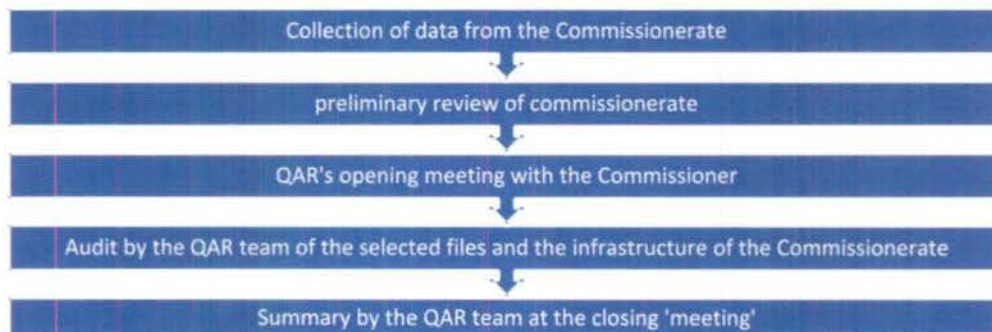 Collection of data from the Commissionerate
preliminary review of commissionerate
QAR's opening meeting with the Commissioner
Audit by the QAR team of the selected files and the infrastructure of the Commissionerate
Summary by the QAR team at the closing 'meeting'